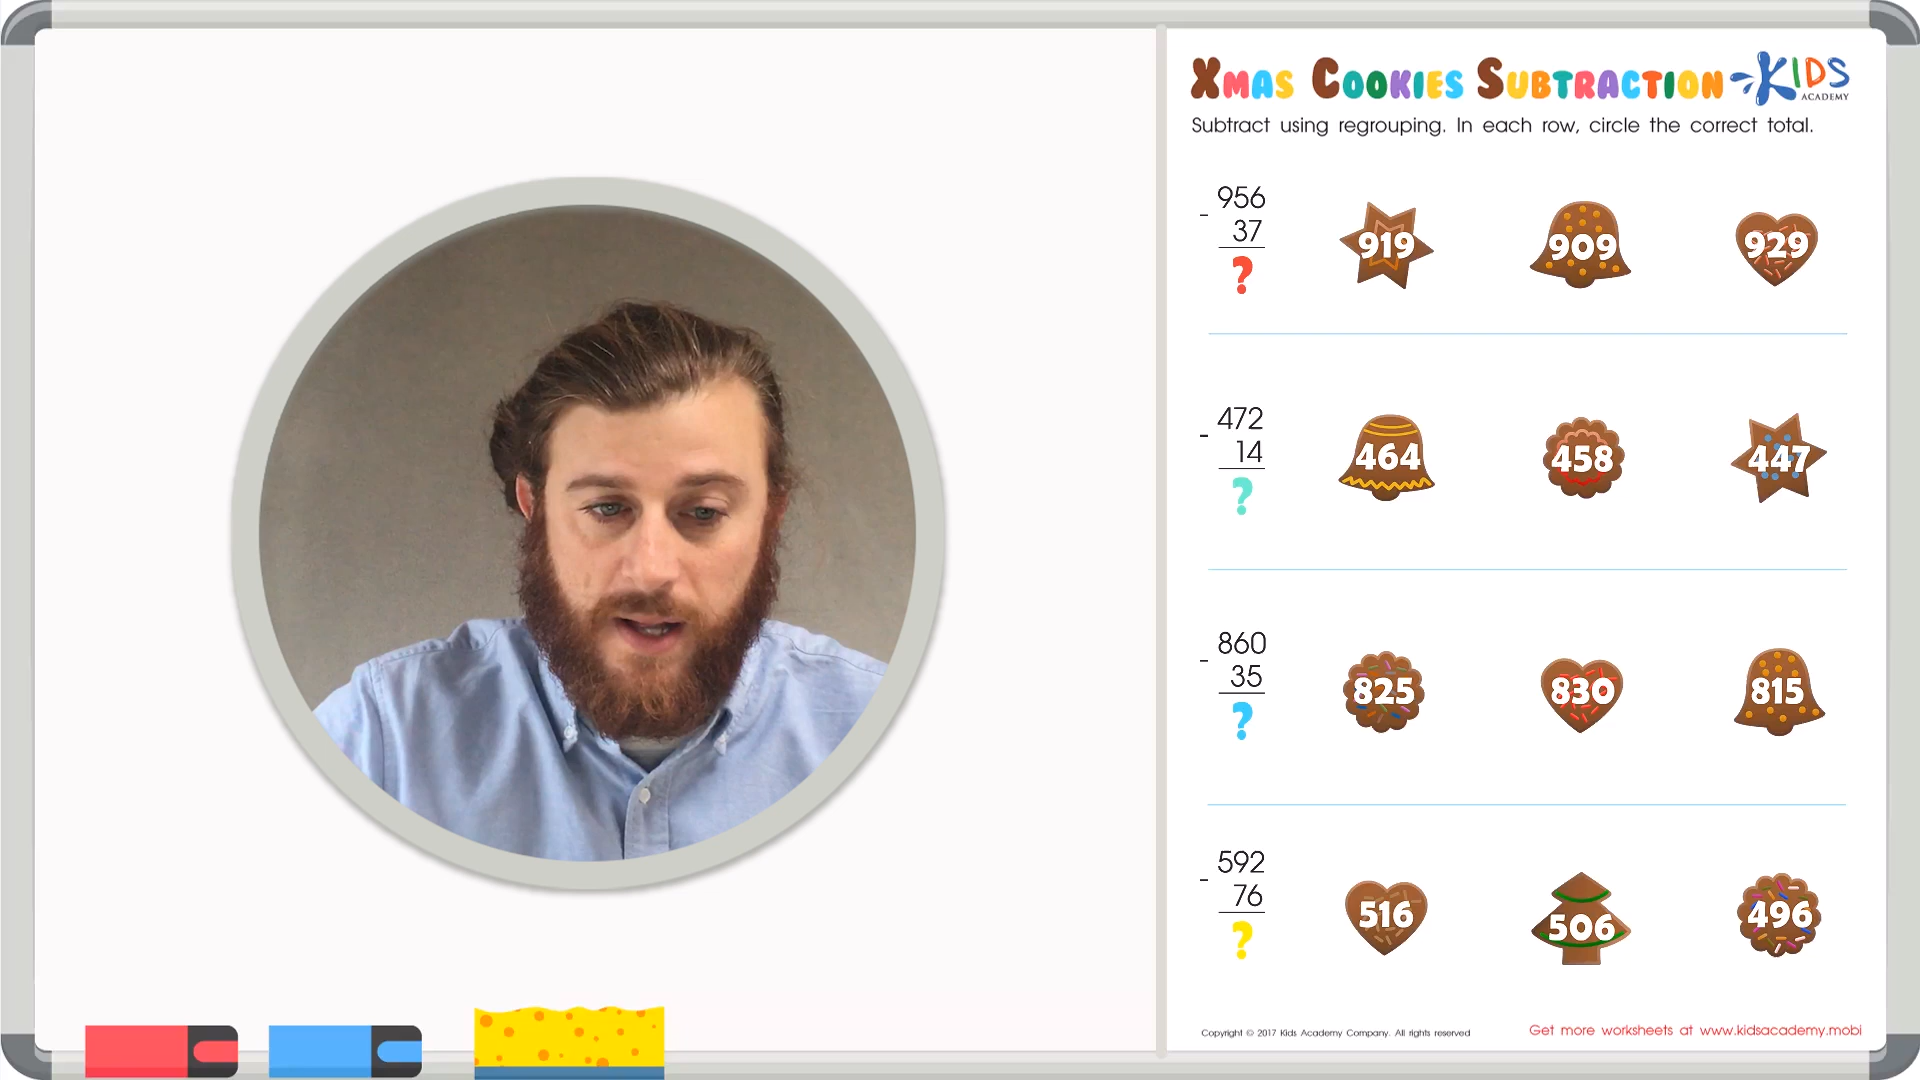 XMAS COOKIES SUBTRACTION
KIDS
ACADEMY
Subtract using regrouping. In each row, circle the correct total.
956
- 37
?
919 909 929
472
- 14
?
464 458 447
860
- 35
?
825 830 815
592
- 76
?
516 506 496
Copyright © 2017 Kids Academy Company. All rights reserved
Get more worksheets at www.kidsacademy.mobi